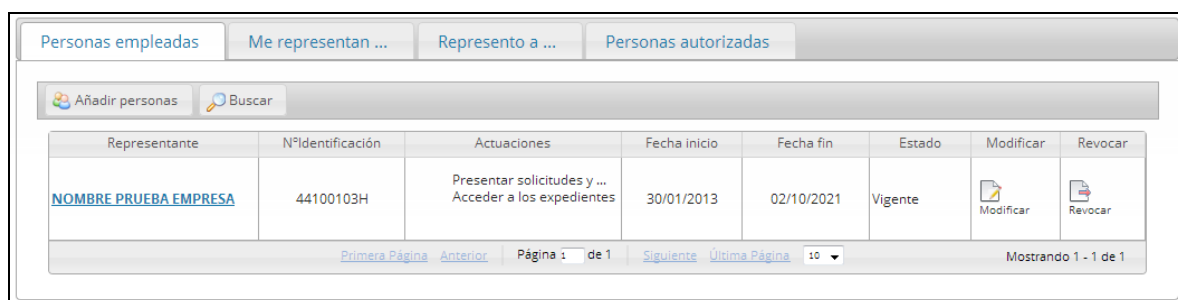 Personas empleadas Me representan ... Represento a ... Personas autorizadas
Añadir personas Buscar
Representante NºIdentificación Actuaciones Fecha inicio Fecha fin Estado Modificar Revocar
Presentar solicitudes y ...
NOMBRE PRUEBA EMPRESA 44100103H Acceder a los expedientes 30/01/2013 02/10/2021 Vigente
Modificar Revocar
Primera Página Anterior Página 1 de 1 Siguiente Última Página 10 Mostrando 1 - 1 de 1